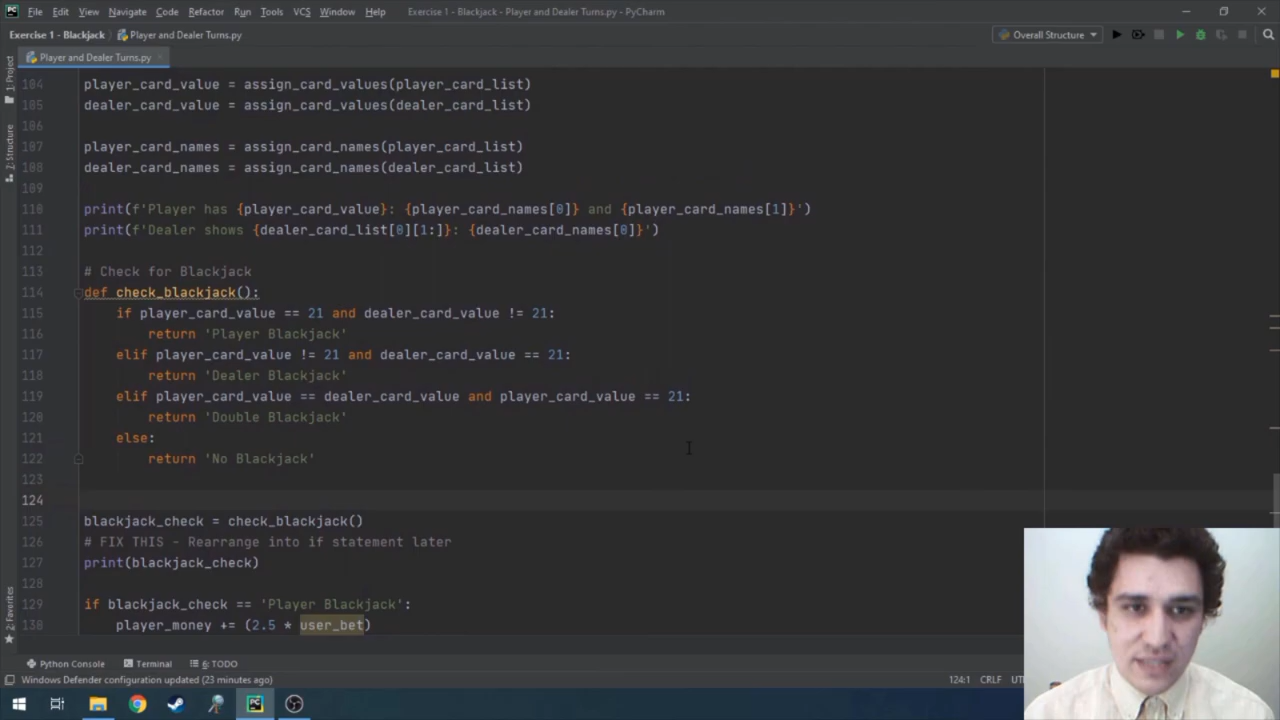 File Edit View Navigate Code Refactor Run Tools VCS Window Help Exercise 1 - Blackjack - Player and Dealer Turns.py - PyCharm
Exercise 1 - Blackjack Player and Dealer Turns.py Overall Structure
Player and Dealer Turns.py
1: Project
7: Structure
2: Favorites
104 player_card_value = assign_card_values(player_card_list)
105 dealer_card_value = assign_card_values(dealer_card_list)
106
107 player_card_names = assign_card_names(player_card_list)
108 dealer_card_names = assign_card_names(dealer_card_list)
109
110 print(f'Player has {player_card_value}: {player_card_names[0]} and {player_card_names[1]}')
111 print(f'Dealer shows {dealer_card_list[0][1:]}: {dealer_card_names[0]}')
112
113 # Check for Blackjack
114 def check_blackjack():
115 if player_card_value == 21 and dealer_card_value != 21:
116 return 'Player Blackjack'
117 elif player_card_value != 21 and dealer_card_value == 21:
118 return 'Dealer Blackjack'
119 elif player_card_value == dealer_card_value and player_card_value == 21:
120 return 'Double Blackjack'
121 else:
122 return 'No Blackjack'
123
124
125 blackjack_check = check_blackjack()
126 # FIX THIS - Rearrange into if statement later
127 print(blackjack_check)
128
129 if blackjack_check == 'Player Blackjack':
130 player_money += (2.5 * user_bet)
Python Console Terminal 6: TODO
Windows Defender configuration updated (23 minutes ago) 124:1 CRLF